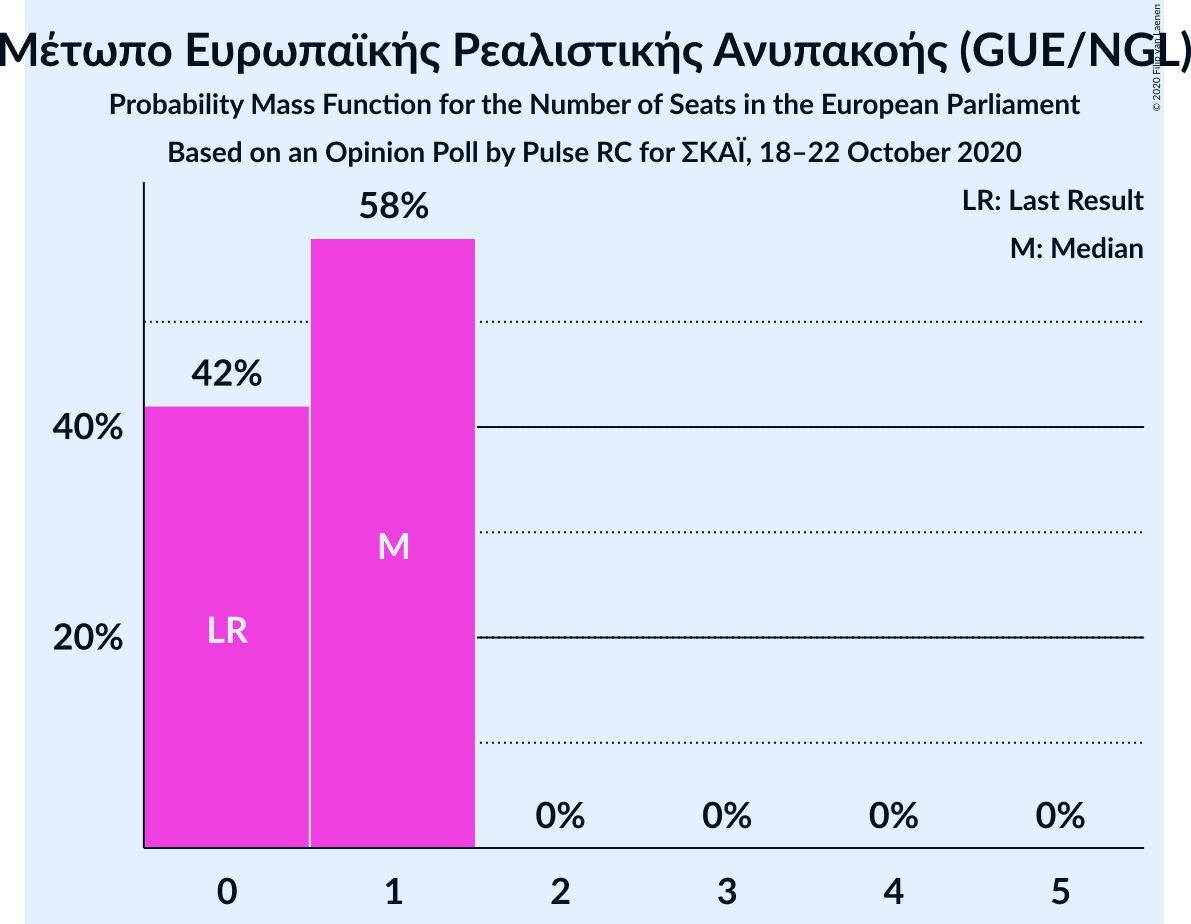 Μέτωπο Ευρωπαϊκής Ρεαλιστικής Ανυπακοής (GUE/NGL)
© 2020 Filip van Laenen
Probability Mass Function for the Number of Seats in the European Parliament
Based on an Opinion Poll by Pulse RC for ΣΚΑΪ, 18–22 October 2020
LR: Last Result
M: Median
58%
42%
40%
20%
M
LR
0% 0% 0% 0%
0 1 2 3 4 5